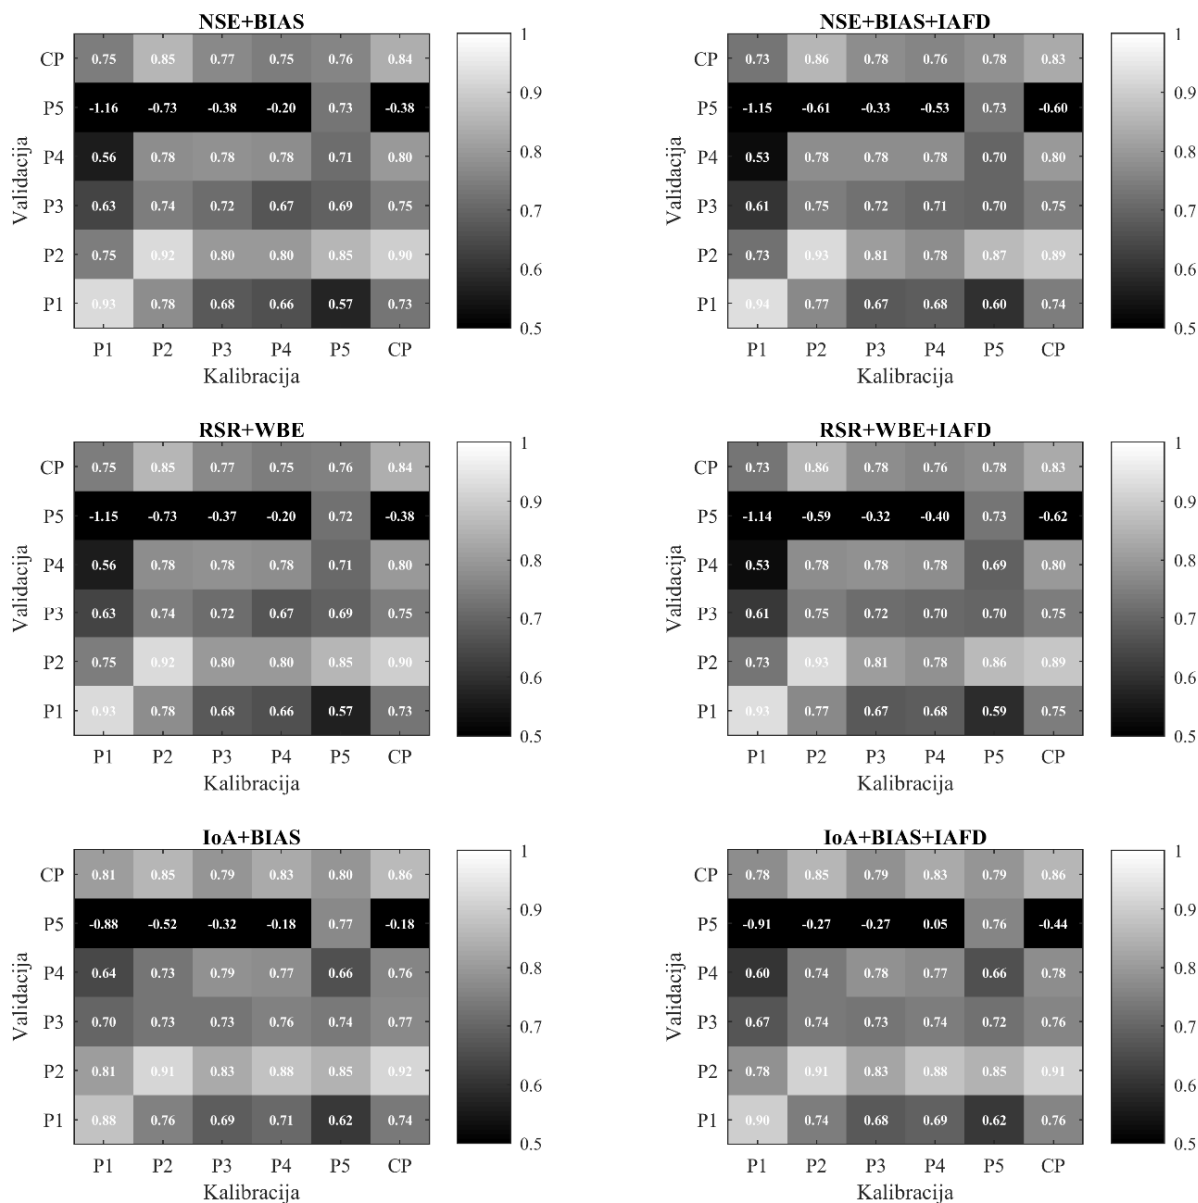 NSE+BIAS
CP 0.75 0.85 0.77 0.75 0.76 0.84
P5 -1.16 -0.73 -0.38 -0.20 0.73 -0.38
P4 0.56 0.78 0.78 0.78 0.71 0.80
P3 0.63 0.74 0.72 0.67 0.69 0.75
P2 0.75 0.92 0.80 0.80 0.85 0.90
P1 0.93 0.78 0.68 0.66 0.57 0.73
P1 P2 P3 P4 P5 CP
Kalibracija
Validacija
1
0.9
0.8
0.7
0.6
0.5
NSE+BIAS+IAFD
CP 0.73 0.86 0.78 0.76 0.78 0.83
P5 -1.15 -0.61 -0.33 -0.53 0.73 -0.60
P4 0.53 0.78 0.78 0.78 0.70 0.80
P3 0.61 0.75 0.72 0.71 0.70 0.75
P2 0.73 0.93 0.81 0.78 0.87 0.89
P1 0.94 0.77 0.67 0.68 0.60 0.74
P1 P2 P3 P4 P5 CP
Kalibracija
Validacija
1
0.9
0.8
0.7
0.6
0.5
RSR+WBE
CP 0.75 0.85 0.77 0.75 0.76 0.84
P5 -1.15 -0.73 -0.37 -0.20 0.72 -0.38
P4 0.56 0.78 0.78 0.78 0.71 0.80
P3 0.63 0.74 0.72 0.67 0.69 0.75
P2 0.75 0.92 0.80 0.80 0.85 0.90
P1 0.93 0.78 0.68 0.66 0.57 0.73
P1 P2 P3 P4 P5 CP
Kalibracija
Validacija
1
0.9
0.8
0.7
0.6
0.5
RSR+WBE+IAFD
CP 0.73 0.86 0.78 0.76 0.78 0.83
P5 -1.14 -0.59 -0.32 -0.40 0.73 -0.62
P4 0.53 0.78 0.78 0.78 0.69 0.80
P3 0.61 0.75 0.72 0.70 0.70 0.75
P2 0.73 0.93 0.81 0.78 0.86 0.89
P1 0.93 0.77 0.67 0.68 0.59 0.75
P1 P2 P3 P4 P5 CP
Kalibracija
Validacija
1
0.9
0.8
0.7
0.6
0.5
IoA+BIAS
CP 0.81 0.85 0.79 0.83 0.80 0.86
P5 -0.88 -0.52 -0.32 -0.18 0.77 -0.18
P4 0.64 0.73 0.79 0.77 0.66 0.76
P3 0.70 0.73 0.73 0.76 0.74 0.77
P2 0.81 0.91 0.83 0.88 0.85 0.92
P1 0.88 0.76 0.69 0.71 0.62 0.74
P1 P2 P3 P4 P5 CP
Kalibracija
Validacija
1
0.9
0.8
0.7
0.6
0.5
IoA+BIAS+IAFD
CP 0.78 0.85 0.79 0.83 0.79 0.86
P5 -0.91 -0.27 -0.27 0.05 0.76 -0.44
P4 0.60 0.74 0.78 0.77 0.66 0.78
P3 0.67 0.74 0.73 0.74 0.72 0.76
P2 0.78 0.91 0.83 0.88 0.85 0.91
P1 0.90 0.74 0.68 0.69 0.62 0.76
P1 P2 P3 P4 P5 CP
Kalibracija
Validacija
1
0.9
0.8
0.7
0.6
0.5